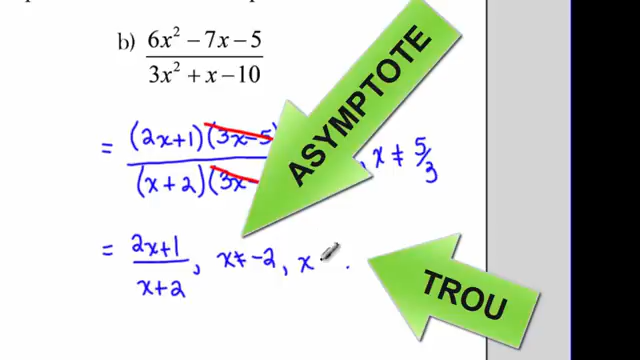 b) 6x² − 7x − 5
3x² + x − 10
= (2x+1)(3x−5)
(x+2)(3x , x ≠ 5/3
= 2x+1
x+2 , x ≠ −2, x
ASYMPTOTE
TROU